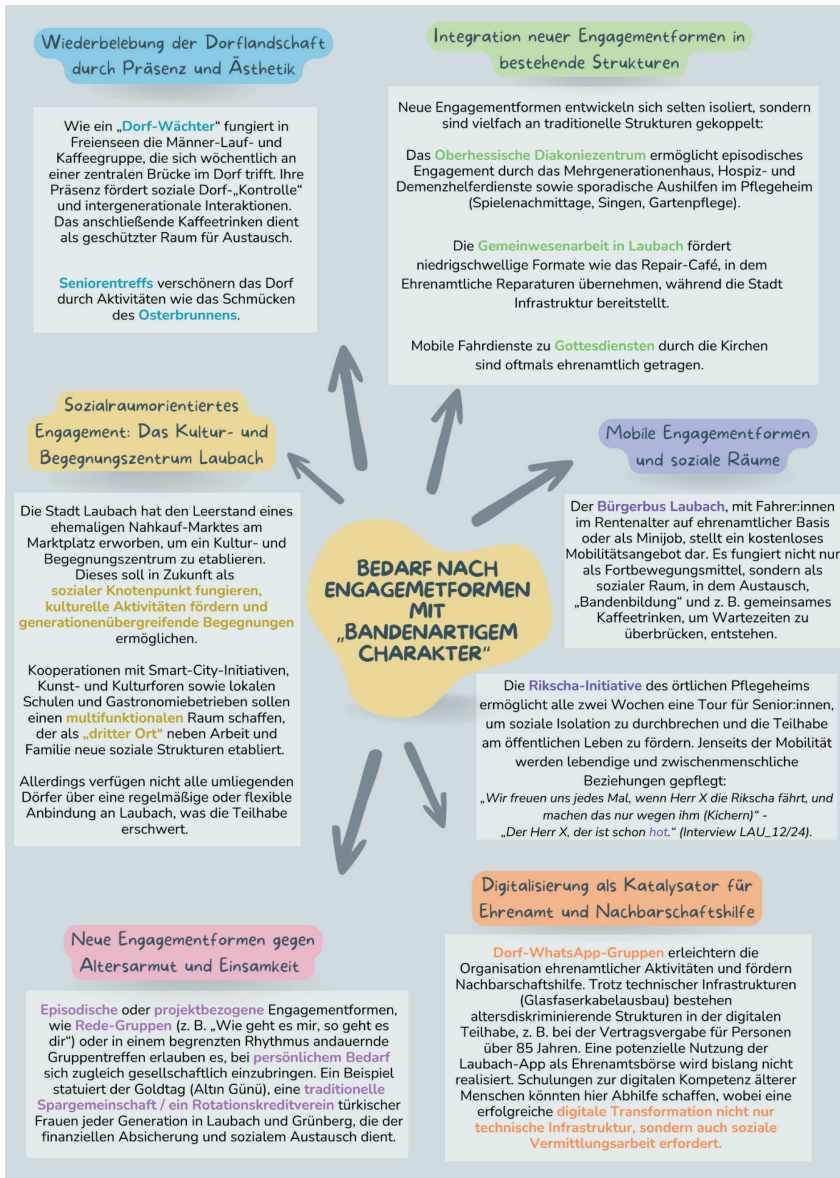 Wiederbelebung der Dorflandschaft
durch Präsenz und Ästhetik
Wie ein „Dorf-Wächter“ fungiert in
Freienseen die Männer-Lauf- und
Kaffeegruppe, die sich wöchentlich an
einer zentralen Brücke im Dorf trifft. Ihre
Präsenz fördert soziale Dorf-„Kontrolle“
und intergenerationale Interaktionen.
Das anschließende Kaffeetrinken dient
als geschützter Raum für Austausch.
Seniorentreffs verschönern das Dorf
durch Aktivitäten wie das Schmücken
des Osterbrunnens.
Integration neuer Engagementformen in
bestehende Strukturen
Neue Engagementformen entwickeln sich selten isoliert, sondern
sind vielfach an traditionelle Strukturen gekoppelt:
Das Oberhessische Diakoniezentrum ermöglicht episodisches
Engagement durch das Mehrgenerationenhaus, Hospiz- und
Demenzhelferdienste sowie sporadische Aushilfen im Pflegeheim
(Spielenachmittage, Singen, Gartenpflege).
Die Gemeinwesenarbeit in Laubach fördert
niedrigschwellige Formate wie das Repair-Café, in dem
Ehrenamtliche Reparaturen übernehmen, während die Stadt
Infrastruktur bereitstellt.
Mobile Fahrdienste zu Gottesdiensten durch die Kirchen
sind oftmals ehrenamtlich getragen.
Sozialraumorientiertes
Engagement: Das Kultur- und
Begegnungszentrum Laubach
Die Stadt Laubach hat den Leerstand eines
ehemaligen Nahkauf-Marktes am
Marktplatz erworben, um ein Kultur- und
Begegnungszentrum zu etablieren.
Dieses soll in Zukunft als
sozialer Knotenpunkt fungieren,
kulturelle Aktivitäten fördern und
generationenübergreifende Begegnungen
ermöglichen.
Kooperationen mit Smart-City-Initiativen,
Kunst- und Kulturforen sowie lokalen
Schulen und Gastronomiebetrieben sollen
einen multifunktionalen Raum schaffen,
der als „dritter Ort“ neben Arbeit und
Familie neue soziale Strukturen etabliert.
Allerdings verfügen nicht alle umliegenden
Dörfer über eine regelmäßige oder flexible
Anbindung an Laubach, was die Teilhabe
erschwert.
BEDARF NACH
ENGAGEMETFORMEN
MIT
„BANDENARTIGEM
CHARAKTER“
Mobile Engagementformen
und soziale Räume
Der Bürgerbus Laubach, mit Fahrer:innen
im Rentenalter auf ehrenamtlicher Basis
oder als Minijob, stellt ein kostenloses
Mobilitätsangebot dar. Es fungiert nicht nur
als Fortbewegungsmittel, sondern als
sozialer Raum, in dem Austausch,
„Bandenbildung“ und z. B. gemeinsames
Kaffeetrinken, um Wartezeiten zu
überbrücken, entstehen.
Die Rikscha-Initiative des örtlichen Pflegeheims
ermöglicht alle zwei Wochen eine Tour für Senior:innen,
um soziale Isolation zu durchbrechen und die Teilhabe
am öffentlichen Leben zu fördern. Jenseits der Mobilität
werden lebendige und zwischenmenschliche
Beziehungen gepflegt:
„Wir freuen uns jedes Mal, wenn Herr X die Rikscha fährt, und
machen das nur wegen ihm (Kichern)“ -
„Der Herr X, der ist schon hot.“ (Interview LAU_12/24).
Neue Engagementformen gegen
Altersarmut und Einsamkeit
Episodische oder projektbezogene Engagementformen,
wie Rede-Gruppen (z. B. „Wie geht es mir, so geht es
dir“) oder in einem begrenzten Rhythmus andauernde
Gruppentreffen erlauben es, bei persönlichem Bedarf
sich zugleich gesellschaftlich einzubringen. Ein Beispiel
statuiert der Goldtag (Altın Günü), eine traditionelle
Spargemeinschaft / ein Rotationskreditverein türkischer
Frauen jeder Generation in Laubach und Grünberg, die der
finanziellen Absicherung und sozialem Austausch dient.
Digitalisierung als Katalysator für
Ehrenamt und Nachbarschaftshilfe
Dorf-WhatsApp-Gruppen erleichtern die
Organisation ehrenamtlicher Aktivitäten und fördern
Nachbarschaftshilfe. Trotz technischer Infrastrukturen
(Glasfaserkabelausbau) bestehen
altersdiskriminierende Strukturen in der digitalen
Teilhabe, z. B. bei der Vertragsvergabe für Personen
über 85 Jahren. Eine potenzielle Nutzung der
Laubach-App als Ehrenamtsbörse wird bislang nicht
realisiert. Schulungen zur digitalen Kompetenz älterer
Menschen könnten hier Abhilfe schaffen, wobei eine
erfolgreiche digitale Transformation nicht nur
technische Infrastruktur, sondern auch soziale
Vermittlungsarbeit erfordert.